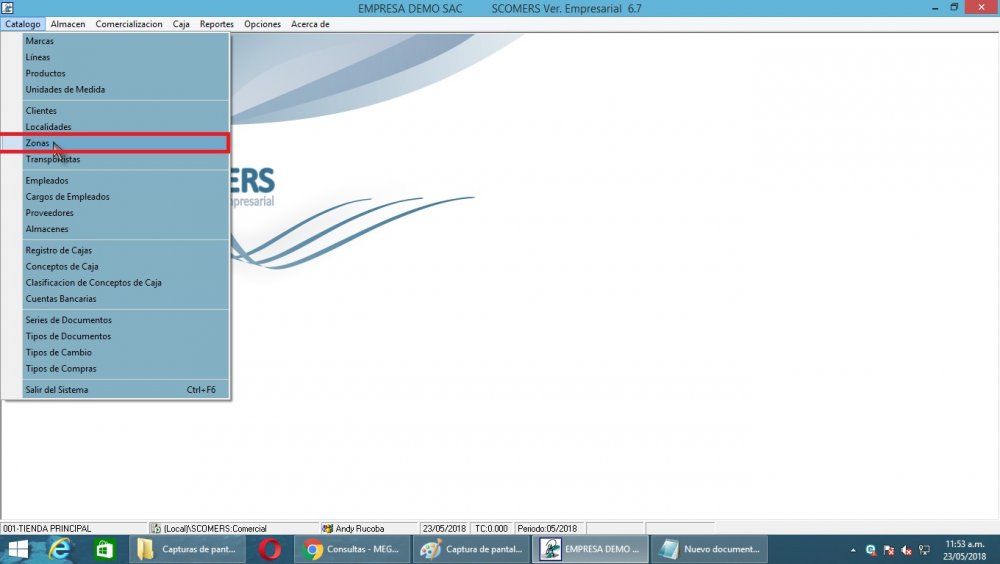 EMPRESA DEMO SAC SCOMERS Ver. Empresarial 6.7
Catalogo Almacen Comercializacion Caja Reportes Opciones Acerca de
Marcas
Líneas
Productos
Unidades de Medida
Clientes
Localidades
Zonas
Transportistas
Empleados
Cargos de Empleados
Proveedores
Almacenes
Registro de Cajas
Conceptos de Caja
Clasificacion de Conceptos de Caja
Cuentas Bancarias
Series de Documentos
Tipos de Documentos
Tipos de Cambio
Tipos de Compras
Salir del Sistema Ctrl+F6
ERS
presarial
001-TIENDA PRINCIPAL (Local)\SCOMERS:Comercial Andy Rucoba 23/05/2018 TC:0.000 Periodo:05/2018
Capturas de pant... Consultas - MEG... Captura de pantal... EMPRESA DEMO ... Nuevo document... 11:53 a.m.
23/05/2018